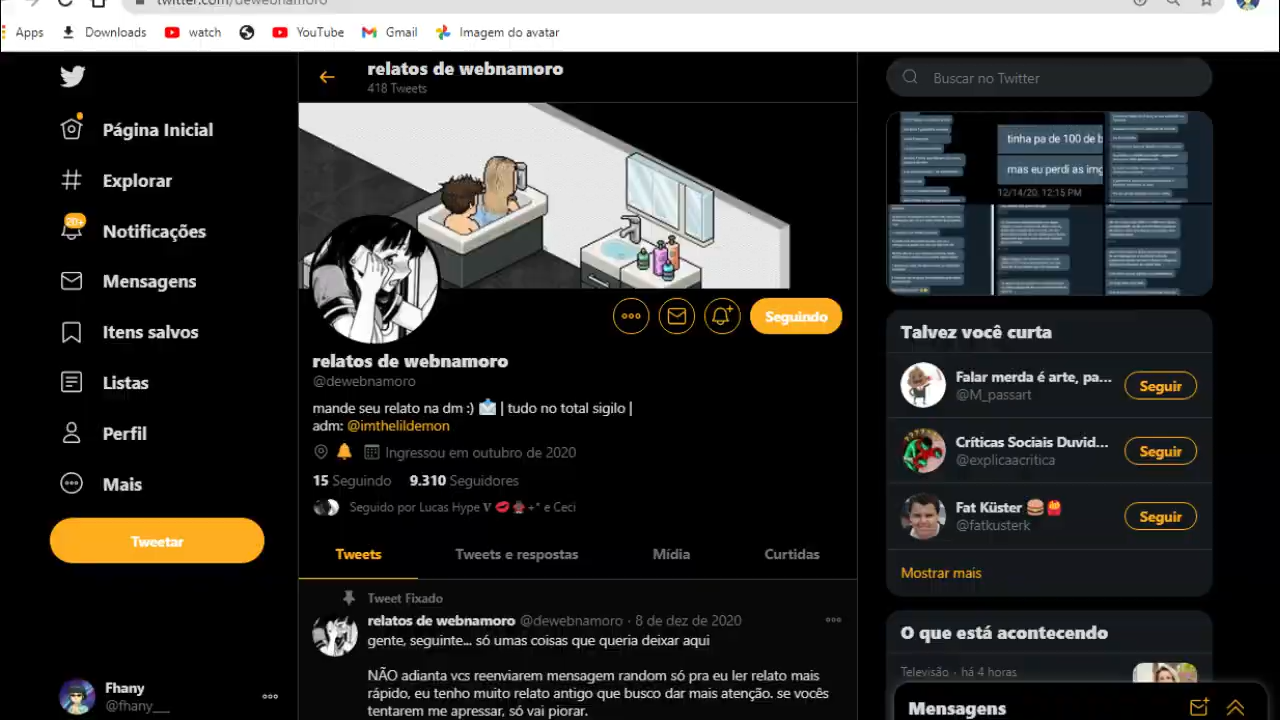 twitter.com/dewebnamoro
Apps
Downloads
watch
YouTube
Gmail
Imagem do avatar
relatos de webnamoro
418 Tweets
Buscar no Twitter
Página Inicial
Explorar
20+
Notificações
Mensagens
Itens salvos
Listas
Perfil
Mais
Tweetar
Fhany
@fhany___
Seguindo
relatos de webnamoro
@dewebnamoro
mande seu relato na dm :) 📩 | tudo no total sigilo |
adm: @imthelildemon
Ingressou em outubro de 2020
15 Seguindo 9.310 Seguidores
Seguido por Lucas Hype V 💋 +* e Ceci
Tweets
Tweets e respostas
Mídia
Curtidas
Tweet Fixado
relatos de webnamoro @dewebnamoro · 8 de dez de 2020
gente, seguinte... só umas coisas que queria deixar aqui
NÃO adianta vcs reenviarem mensagem random só pra eu ler relato mais
rápido, eu tenho muito relato antigo que busco dar mais atenção. se vocês
tentarem me apressar, só vai piorar.
tinha pa de 100 de b
mas eu perdi as img
12/14/20, 12:15 PM
Talvez você curta
Falar merda é arte, pa...
@M_passart
Seguir
Críticas Sociais Duvid...
@explicaacritica
Seguir
Fat Küster 🍔🍟
@fatkusterk
Seguir
Mostrar mais
O que está acontecendo
Televisão · há 4 horas
Mensagens